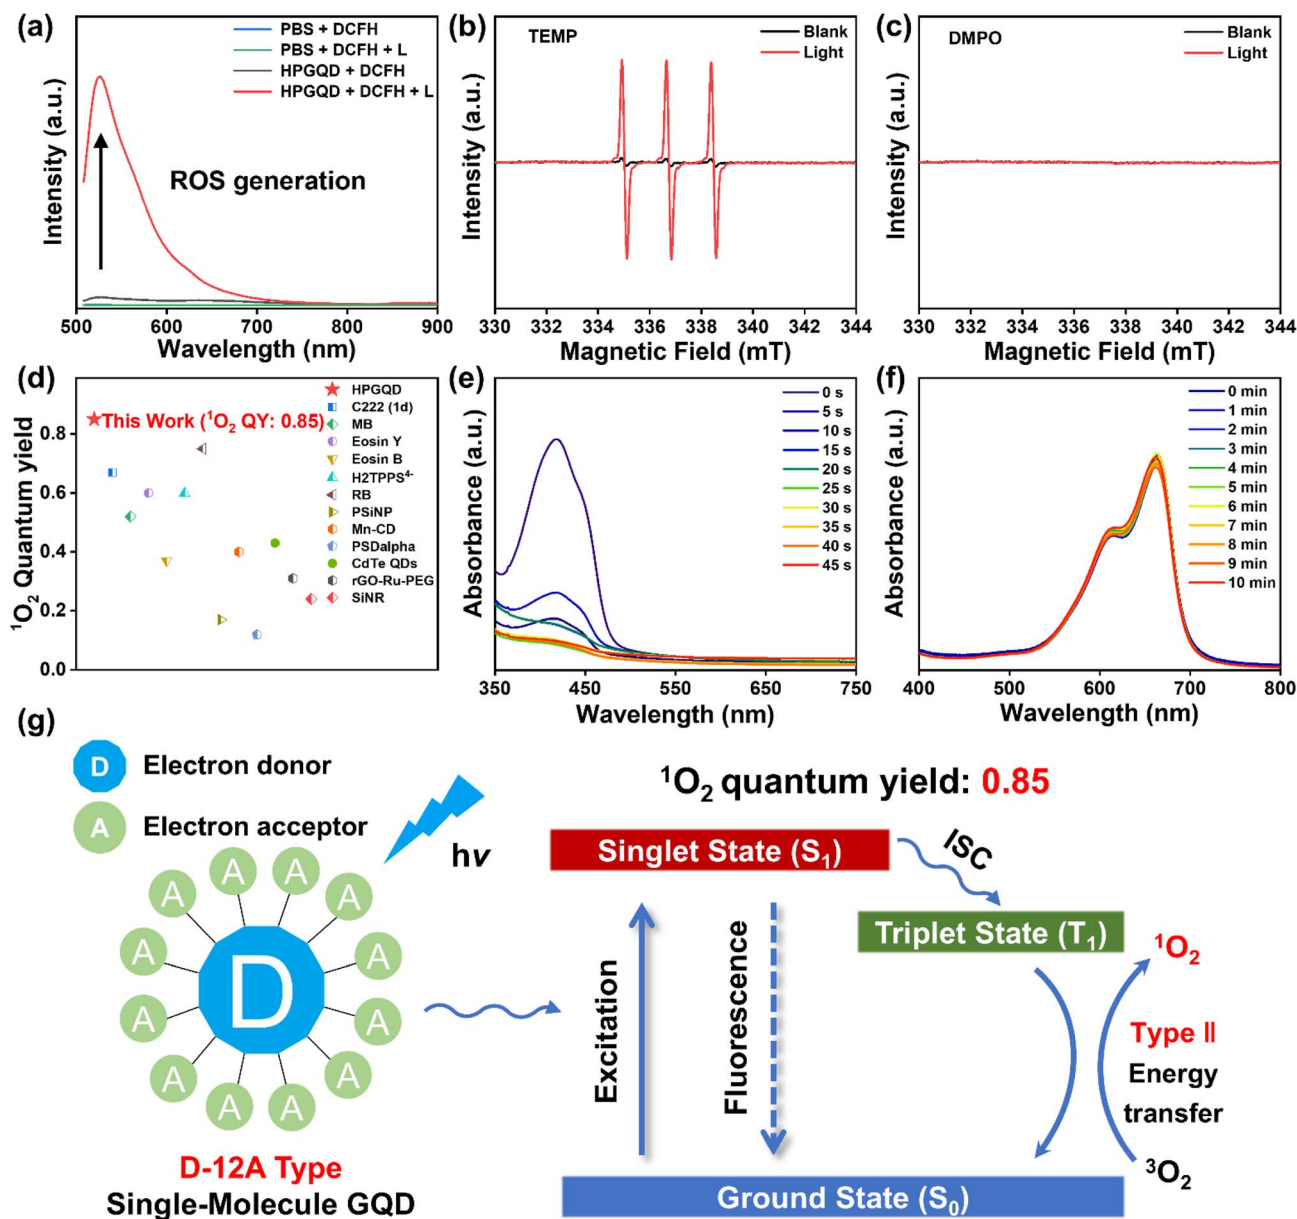 (a)
PBS + DCFH
PBS + DCFH + L
HPGQD + DCFH
HPGQD + DCFH + L
ROS generation
Intensity (a.u.)
500 600 700 800 900
Wavelength (nm)
(b)
TEMP
Blank
Light
Intensity (a.u.)
330 332 334 336 338 340 342 344
Magnetic Field (mT)
(c)
DMPO
Blank
Light
Intensity (a.u.)
330 332 334 336 338 340 342 344
Magnetic Field (mT)
(d)
¹O₂ Quantum yield
0.8
0.6
0.4
0.2
0.0
This Work (¹O₂ QY: 0.85)
HPGQD
C222 (1d)
MB
Eosin Y
Eosin B
H2TPPS⁴⁻
RB
PSiNP
Mn-CD
PSDalpha
CdTe QDs
rGO-Ru-PEG
SiNR
(e)
Absorbance (a.u.)
0 s
5 s
10 s
15 s
20 s
25 s
30 s
35 s
40 s
45 s
350 450 550 650 750
Wavelength (nm)
(f)
Absorbance (a.u.)
0 min
1 min
2 min
3 min
4 min
5 min
6 min
7 min
8 min
9 min
10 min
400 500 600 700 800
Wavelength (nm)
(g)
D Electron donor
A Electron acceptor
hν
A
A
A
A
A
A
A
A
A
A
A
A
D
D-12A Type
Single-Molecule GQD
¹O₂ quantum yield: 0.85
Singlet State (S₁)
ISC
Triplet State (T₁)
Excitation
Fluorescence
¹O₂
Type Ⅱ
Energy
transfer
³O₂
Ground State (S₀)